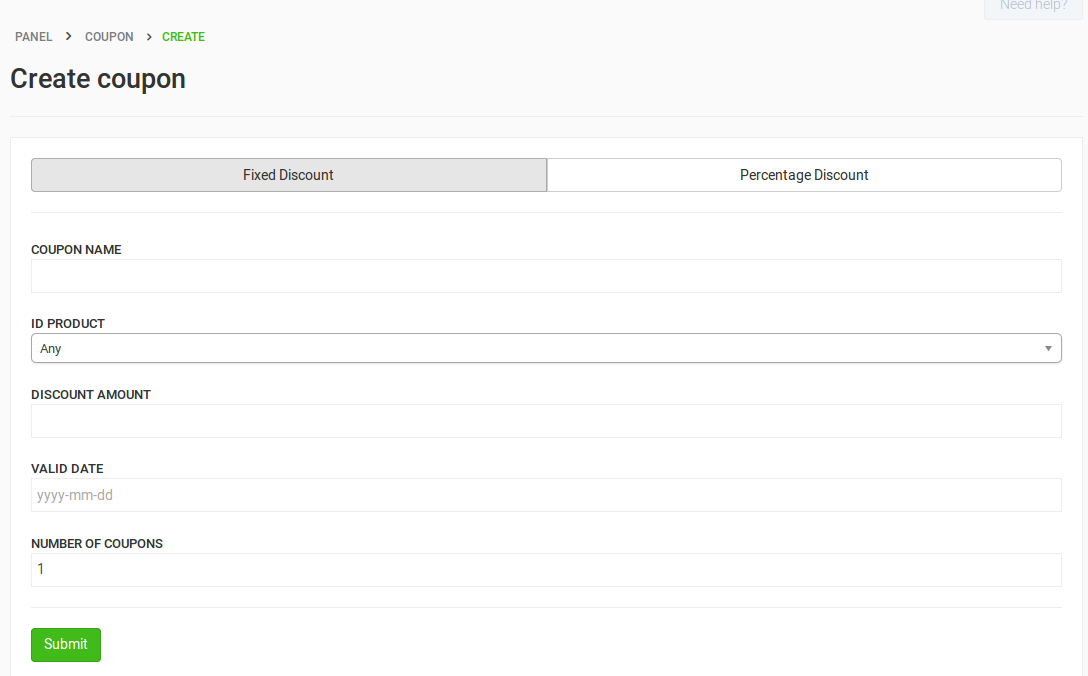 Need help?
PANEL > COUPON > CREATE
Create coupon
Fixed Discount Percentage Discount
COUPON NAME
ID PRODUCT
Any
DISCOUNT AMOUNT
VALID DATE
yyyy-mm-dd
NUMBER OF COUPONS
1
Submit